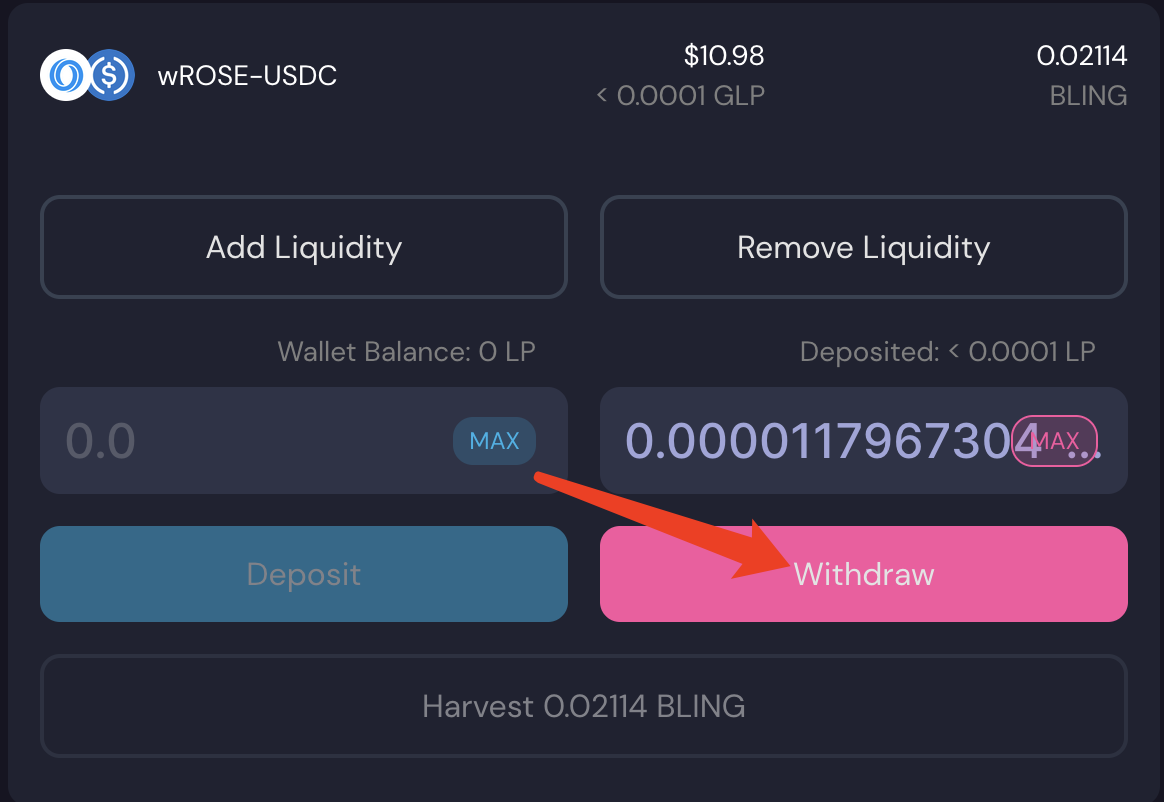 wROSE-USDC
$10.98
< 0.0001 GLP
0.02114
BLING
Add Liquidity
Remove Liquidity
Wallet Balance: 0 LP
Deposited: < 0.0001 LP
0.0
MAX
0.0000117967304...
MAX
Deposit
Withdraw
Harvest 0.02114 BLING